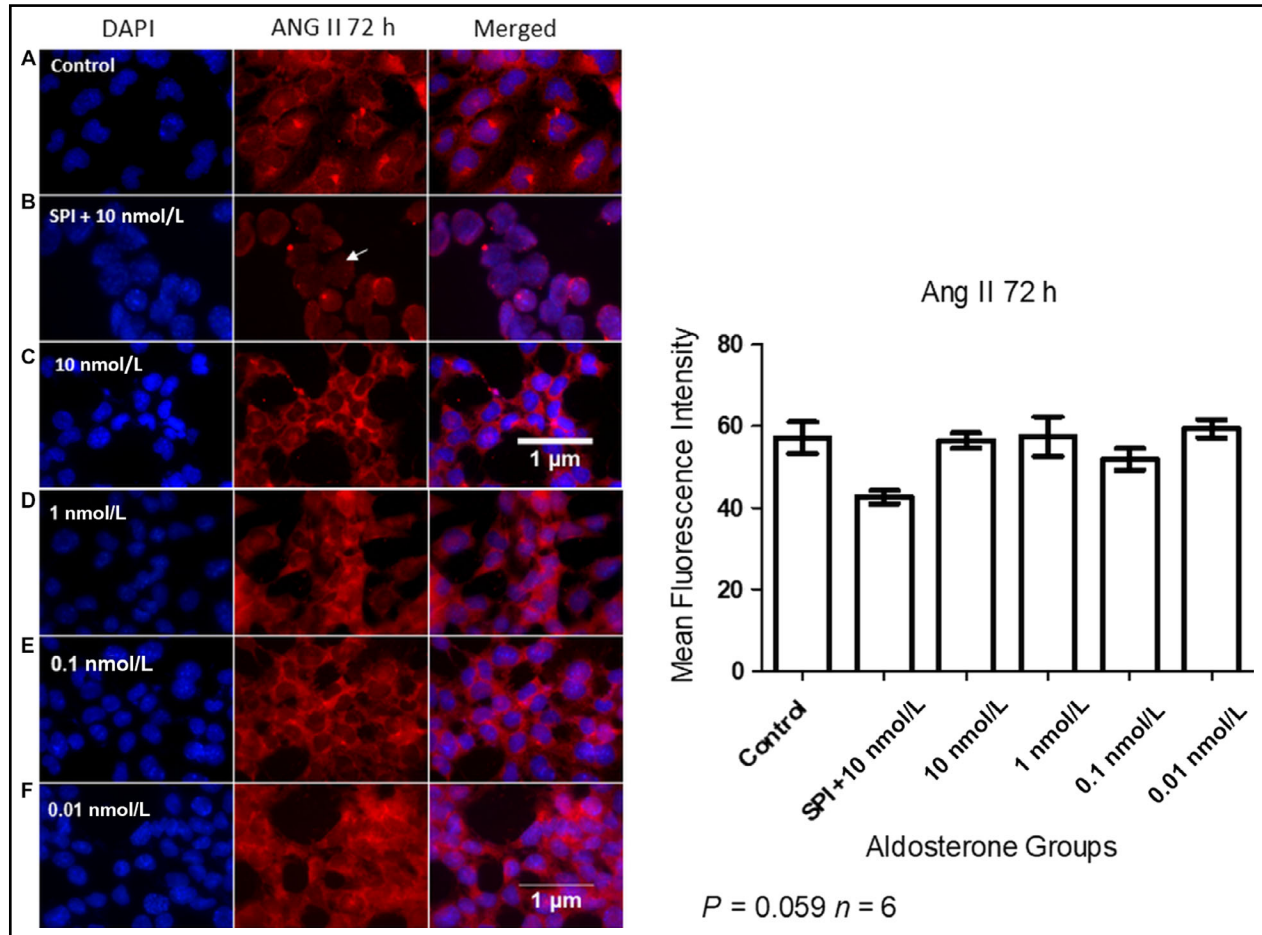 DAPI ANG II 72 h Merged
A Control
B SPI + 10 nmol/L
C 10 nmol/L
1 µm
D 1 nmol/L
E 0.1 nmol/L
F 0.01 nmol/L
1 µm
Ang II 72 h
Mean Fluorescence Intensity
80
60
40
20
0
Control
SPI +10 nmol/L
10 nmol/L
1 nmol/L
0.1 nmol/L
0.01 nmol/L
Aldosterone Groups
P = 0.059 n = 6